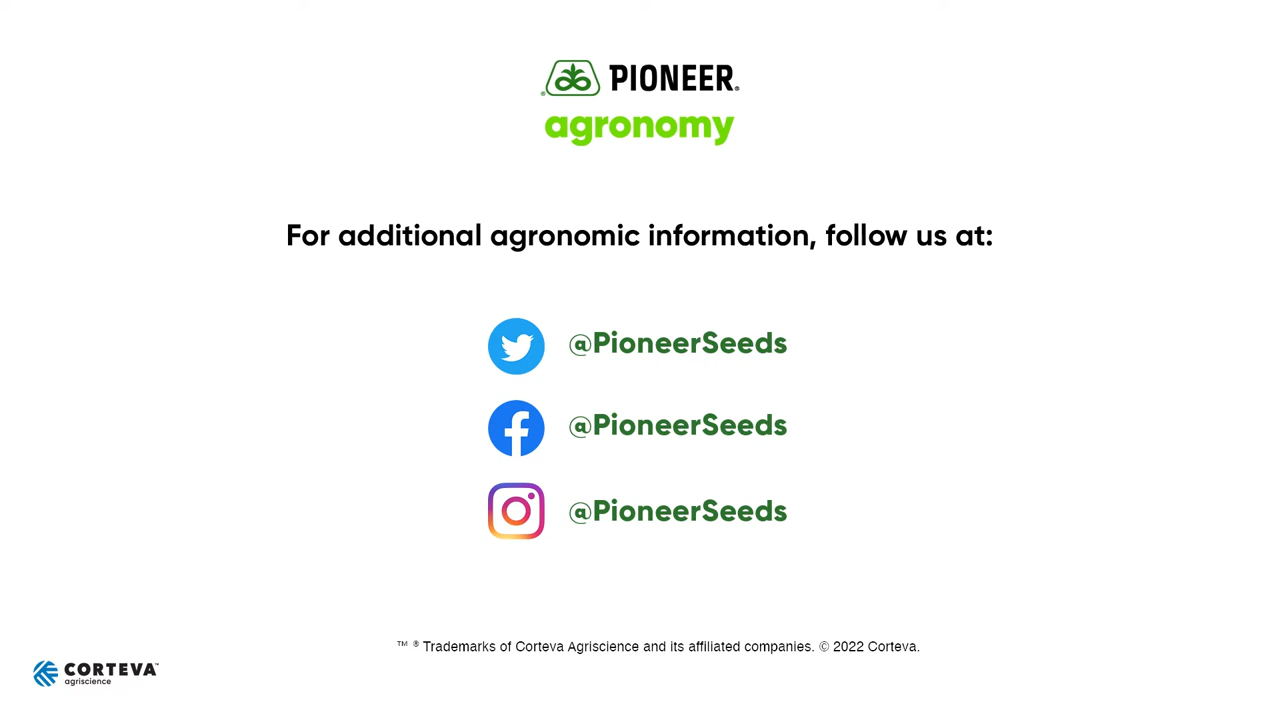 PIONEER®
agronomy
For additional agronomic information, follow us at:
@PioneerSeeds
@PioneerSeeds
@PioneerSeeds
™ ® Trademarks of Corteva Agriscience and its affiliated companies. © 2022 Corteva.
CORTEVA™
agriscience